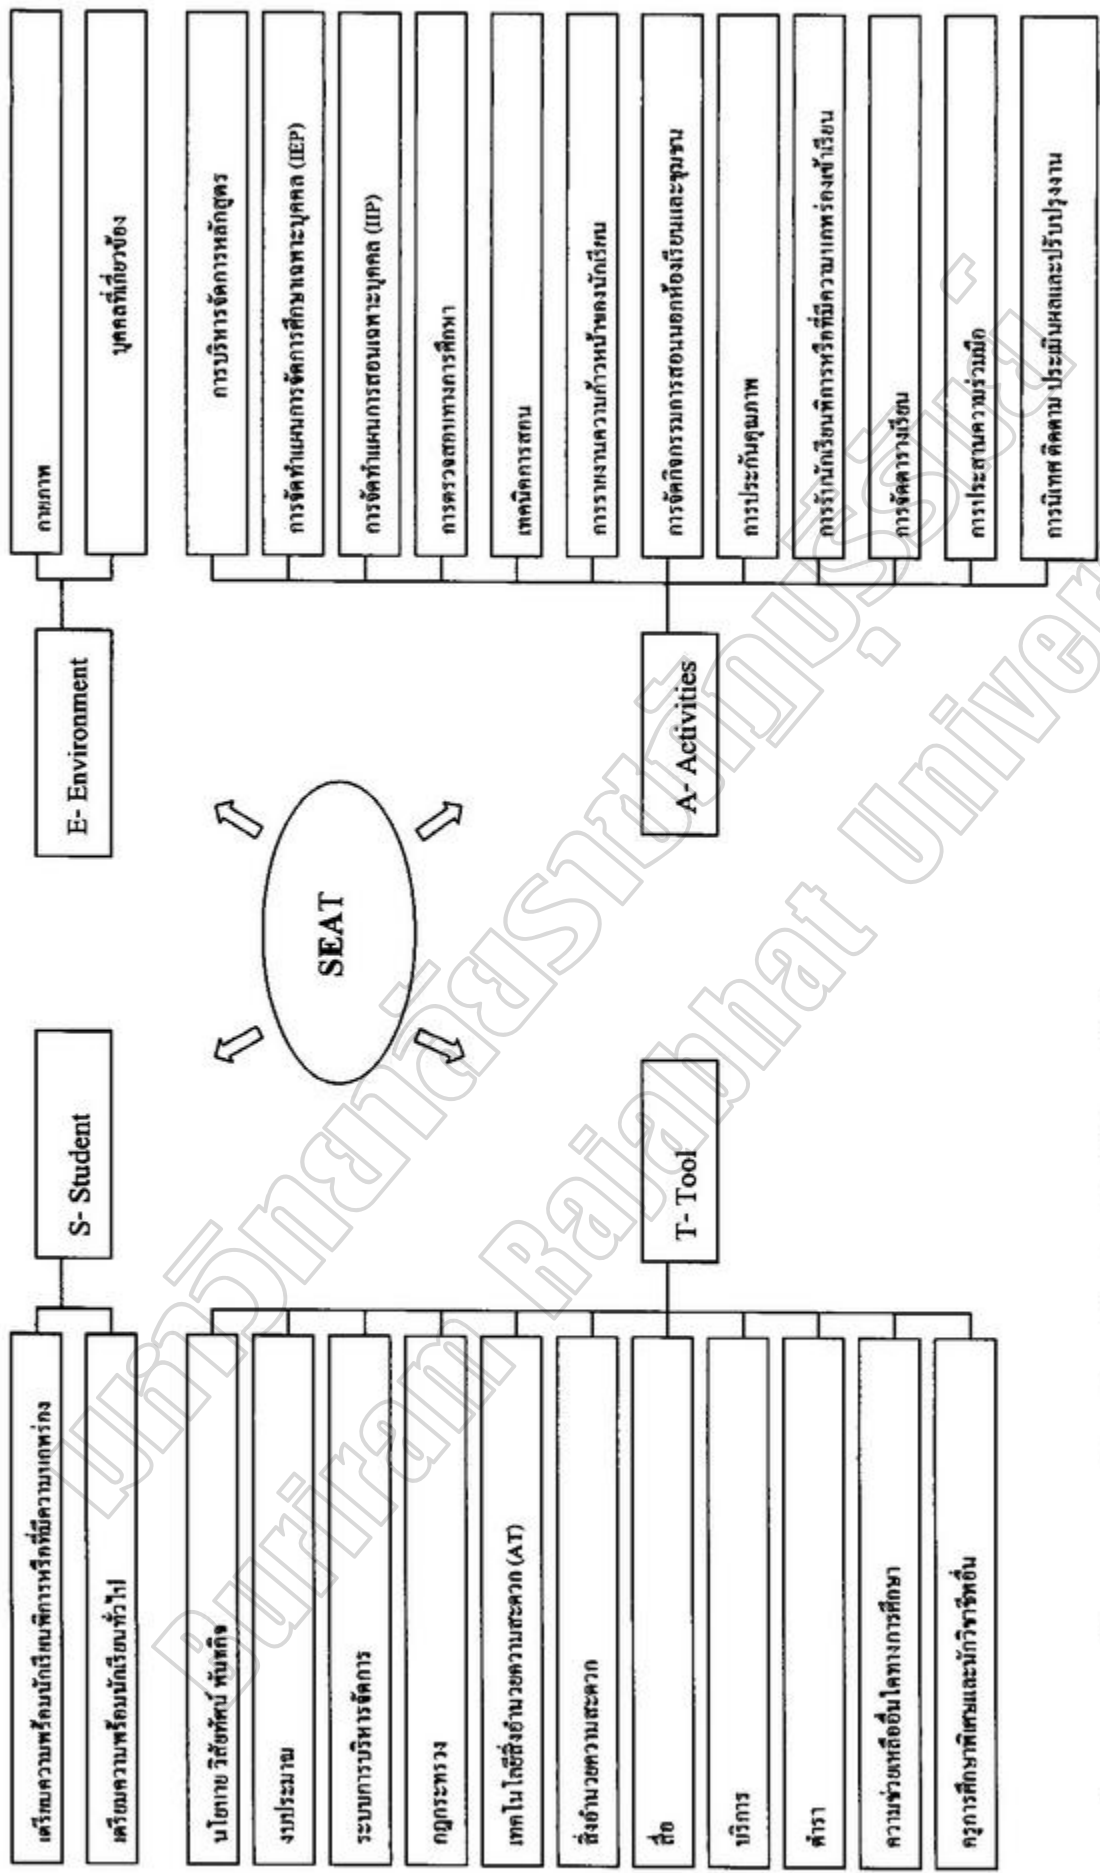 เตรียมความพร้อมนักเรียนพิการหรือที่มีความบกพร่อง
เตรียมความพร้อมนักเรียนทั่วไป
S- Student
E- Environment
กายภาพ
บุคคลที่เกี่ยวข้อง
SEAT
นโยบาย วิสัยทัศน์ พันธกิจ
งบประมาณ
ระบบการบริหารจัดการ
กฎกระทรวง
เทคโนโลยีสิ่งอำนวยความสะดวก (AT)
สิ่งอำนวยความสะดวก
สื่อ
บริการ
ตำรา
ความช่วยเหลืออื่นใดทางการศึกษา
ครูการศึกษาพิเศษและนักวิชาชีพอื่น
T- Tool
A- Activities
การบริหารจัดการหลักสูตร
การจัดทำแผนการจัดการศึกษาเฉพาะบุคคล (IEP)
การจัดทำแผนการสอนเฉพาะบุคคล (IIP)
การตรวจสอบทางการศึกษา
เทคนิคการสอน
การรายงานความก้าวหน้าของนักเรียน
การจัดกิจกรรมการสอนนอกห้องเรียนและชุมชน
การประกันคุณภาพ
การรับนักเรียนพิการหรือที่มีความบกพร่องเข้าเรียน
การจัดตารางเรียน
การประสานความร่วมมือ
การนิเทศ ติดตาม ประเมินผลและปรับปรุงงาน
มหาวิทยาลัยราชภัฏบุรีรัมย์
Buriram Rajabhat Univer